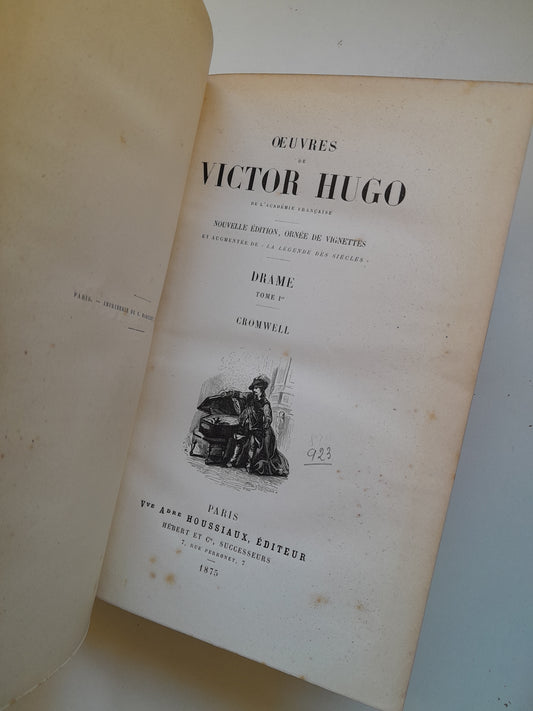 PARIS. — IMPRIMERIE DE
ŒUVRES
DE
VICTOR HUGO
DE L'ACADÉMIE FRANÇAISE
NOUVELLE ÉDITION, ORNÉE DE VIGNETTES
ET AUGMENTÉE DE « LA LÉGENDE DES SIÈCLES »
DRAME
TOME Ier
CROMWELL
923
PARIS
Vve Adre HOUSSIAUX, ÉDITEUR
HÉBERT ET Cie, SUCCESSEURS
7, RUE PERRONET, 7
1875